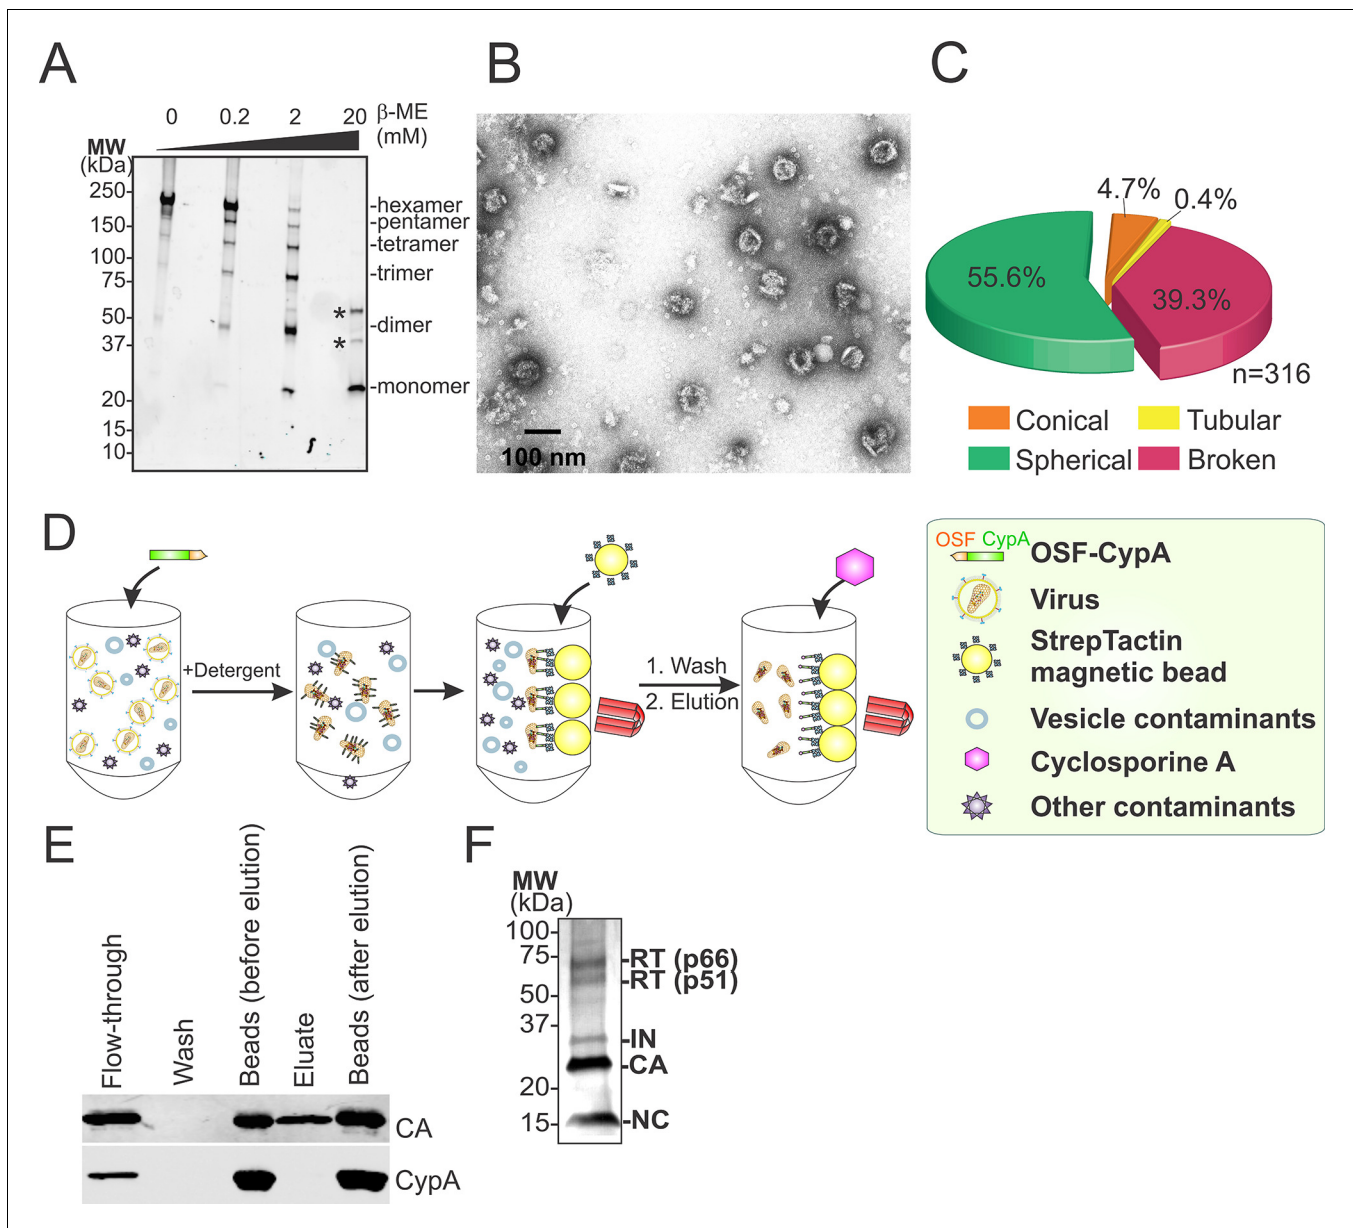 A
0 0.2 2 20 β-ME
(mM)
MW
(kDa)
250
150
100
75
50
37
20
15
10
-hexamer
-pentamer
-tetramer
-trimer
-dimer
-monomer
*
*
B
100 nm
C
4.7%
0.4%
55.6%
39.3%
n=316
Conical
Tubular
Spherical
Broken
D
+Detergent
1. Wash
2. Elution
OSF CypA
OSF-CypA
Virus
StrepTactin
magnetic bead
Vesicle contaminants
Cyclosporine A
Other contaminants
E
Flow-through
Wash
Beads (before elution)
Eluate
Beads (after elution)
CA
CypA
F
MW
(kDa)
100
75
50
37
20
15
-RT (p66)
-RT (p51)
-IN
-CA
-NC